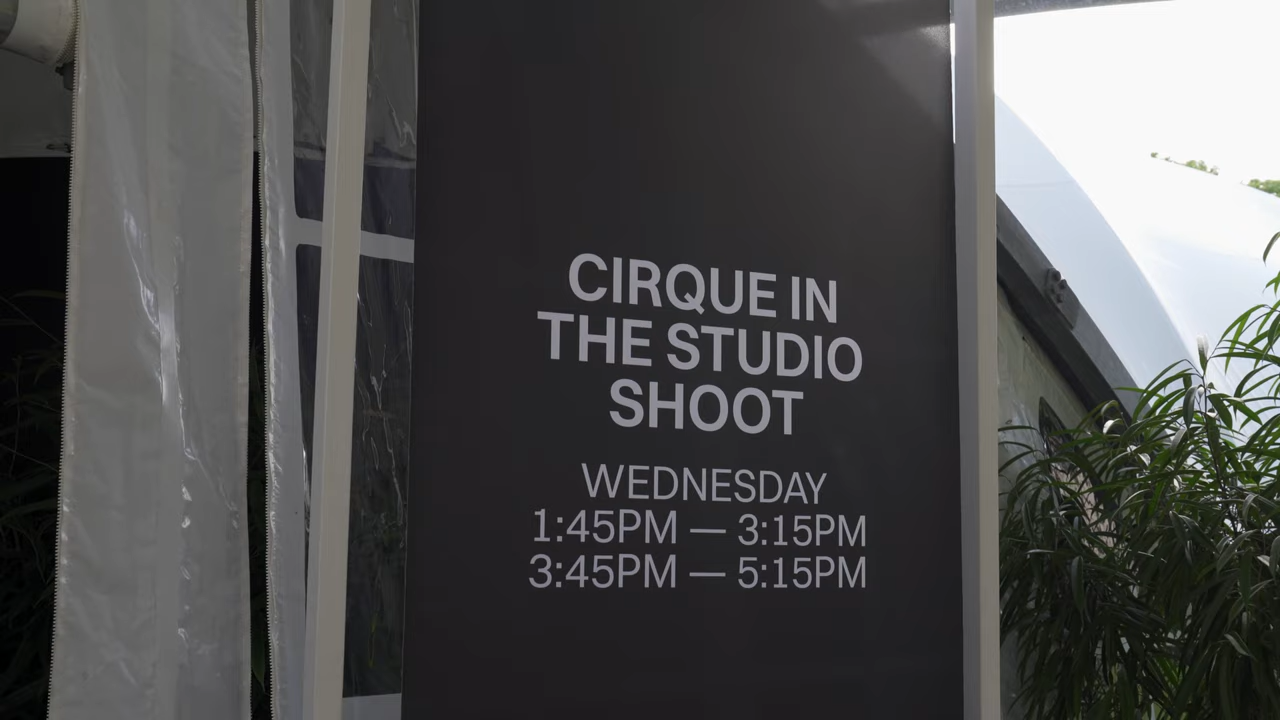 CIRQUE IN
THE STUDIO
SHOOT
WEDNESDAY
1:45PM — 3:15PM
3:45PM — 5:15PM